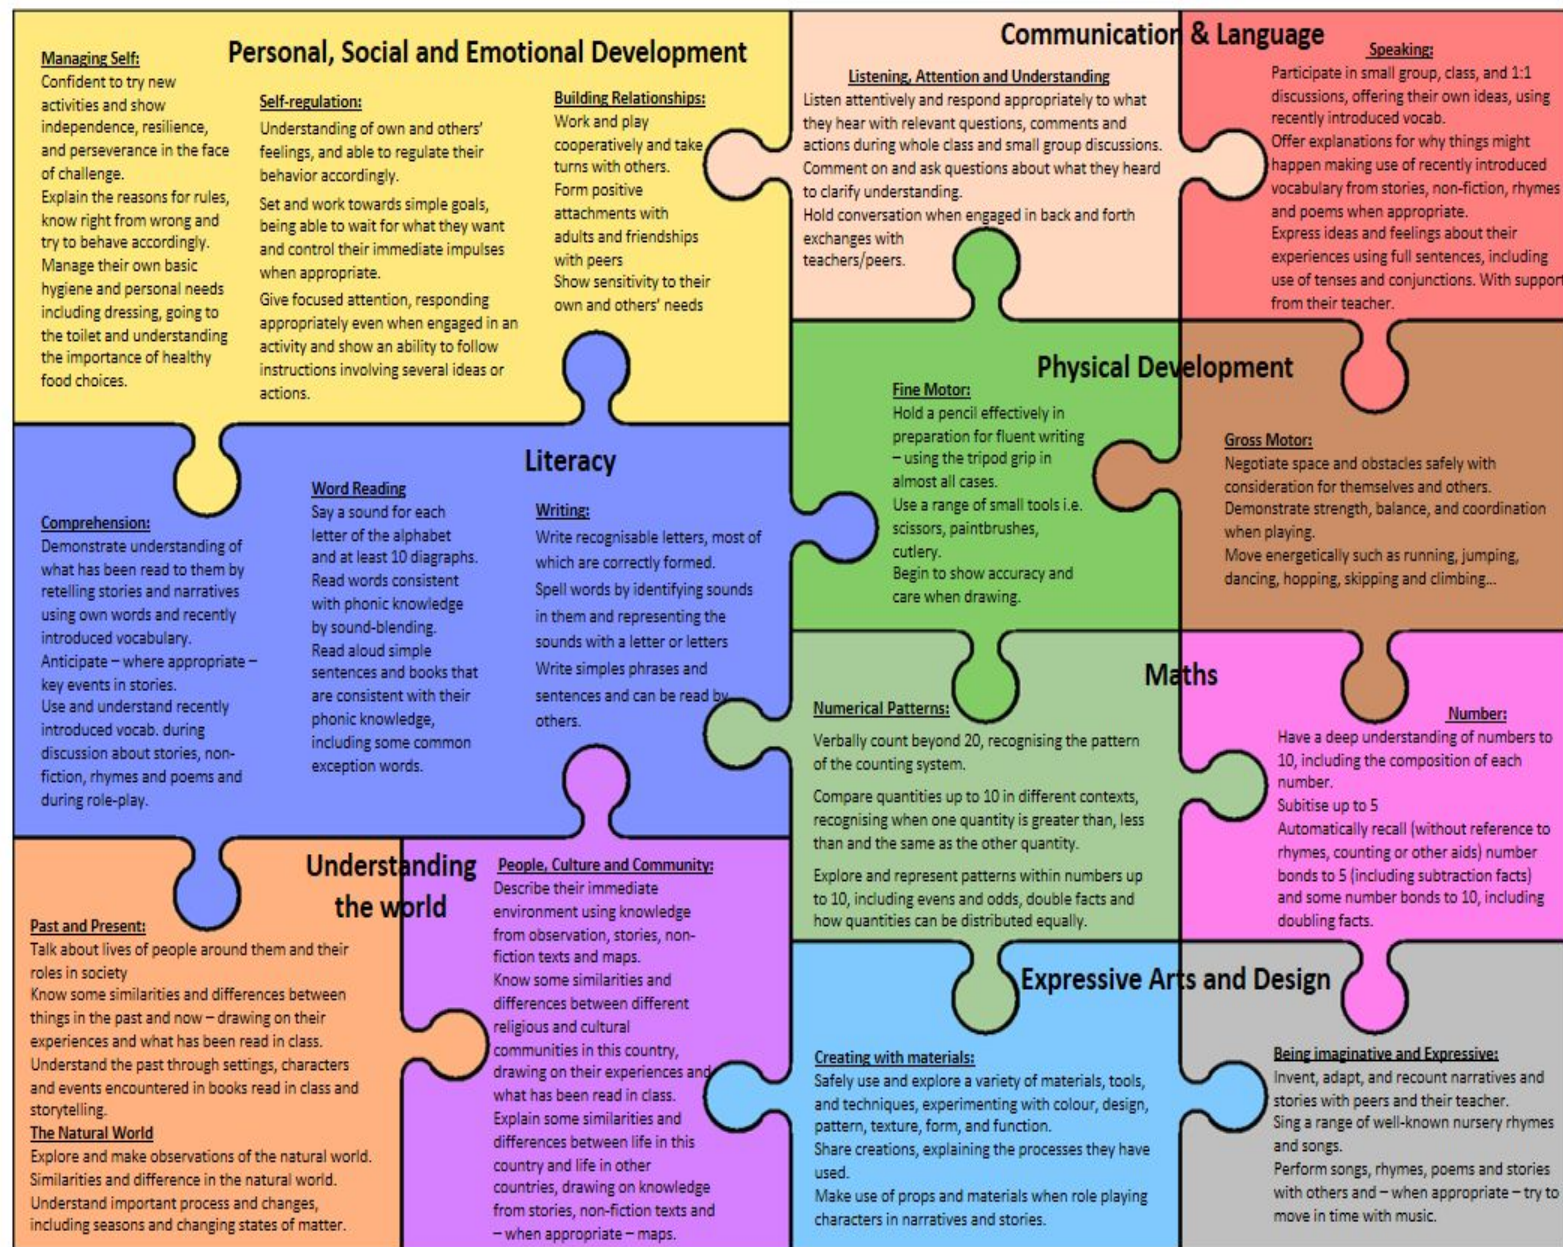 Personal, Social and Emotional Development
Managing Self:
Confident to try new
activities and show
independence, resilience,
and perseverance in the face
of challenge.
Explain the reasons for rules,
know right from wrong and
try to behave accordingly.
Manage their own basic
hygiene and personal needs
including dressing, going to
the toilet and understanding
the importance of healthy
food choices.
Self-regulation:
Understanding of own and others'
feelings, and able to regulate their
behavior accordingly.
Set and work towards simple goals,
being able to wait for what they want
and control their immediate impulses
when appropriate.
Give focused attention, responding
appropriately even when engaged in an
activity and show an ability to follow
instructions involving several ideas or
actions.
Building Relationships:
Work and play
cooperatively and take
turns with others.
Form positive
attachments with
adults and friendships
with peers
Show sensitivity to their
own and others' needs
Communication & Language
Listening, Attention and Understanding
Listen attentively and respond appropriately to what
they hear with relevant questions, comments and
actions during whole class and small group discussions.
Comment on and ask questions about what they heard
to clarify understanding.
Hold conversation when engaged in back and forth
exchanges with
teachers/peers.
Speaking:
Participate in small group, class, and 1:1
discussions, offering their own ideas, using
recently introduced vocab.
Offer explanations for why things might
happen making use of recently introduced
vocabulary from stories, non-fiction, rhymes
and poems when appropriate.
Express ideas and feelings about their
experiences using full sentences, including
use of tenses and conjunctions. With support
from their teacher.
Physical Development
Fine Motor:
Hold a pencil effectively in
preparation for fluent writing
– using the tripod grip in
almost all cases.
Use a range of small tools i.e.
scissors, paintbrushes,
cutlery.
Begin to show accuracy and
care when drawing.
Gross Motor:
Negotiate space and obstacles safely with
consideration for themselves and others.
Demonstrate strength, balance, and coordination
when playing.
Move energetically such as running, jumping,
dancing, hopping, skipping and climbing...
Literacy
Comprehension:
Demonstrate understanding of
what has been read to them by
retelling stories and narratives
using own words and recently
introduced vocabulary.
Anticipate – where appropriate –
key events in stories.
Use and understand recently
introduced vocab. during
discussion about stories, non-
fiction, rhymes and poems and
during role-play.
Word Reading
Say a sound for each
letter of the alphabet
and at least 10 diagraphs.
Read words consistent
with phonic knowledge
by sound-blending.
Read aloud simple
sentences and books that
are consistent with their
phonic knowledge,
including some common
exception words.
Writing:
Write recognisable letters, most of
which are correctly formed.
Spell words by identifying sounds
in them and representing the
sounds with a letter or letters
Write simples phrases and
sentences and can be read by
others.
Maths
Numerical Patterns:
Verbally count beyond 20, recognising the pattern
of the counting system.
Compare quantities up to 10 in different contexts,
recognising when one quantity is greater than, less
than and the same as the other quantity.
Explore and represent patterns within numbers up
to 10, including evens and odds, double facts and
how quantities can be distributed equally.
Number:
Have a deep understanding of numbers to
10, including the composition of each
number.
Subitise up to 5
Automatically recall (without reference to
rhymes, counting or other aids) number
bonds to 5 (including subtraction facts)
and some number bonds to 10, including
doubling facts.
Understanding
the world
Past and Present:
Talk about lives of people around them and their
roles in society
Know some similarities and differences between
things in the past and now – drawing on their
experiences and what has been read in class.
Understand the past through settings, characters
and events encountered in books read in class and
storytelling.
The Natural World
Explore and make observations of the natural world.
Similarities and difference in the natural world.
Understand important process and changes,
including seasons and changing states of matter.
People, Culture and Community:
Describe their immediate
environment using knowledge
from observation, stories, non-
fiction texts and maps.
Know some similarities and
differences between different
religious and cultural
communities in this country,
drawing on their experiences and
what has been read in class.
Explain some similarities and
differences between life in this
country and life in other
countries, drawing on knowledge
from stories, non-fiction texts and
– when appropriate – maps.
Expressive Arts and Design
Creating with materials:
Safely use and explore a variety of materials, tools,
and techniques, experimenting with colour, design,
pattern, texture, form, and function.
Share creations, explaining the processes they have
used.
Make use of props and materials when role playing
characters in narratives and stories.
Being imaginative and Expressive:
Invent, adapt, and recount narratives and
stories with peers and their teacher.
Sing a range of well-known nursery rhymes
and songs.
Perform songs, rhymes, poems and stories
with others and – when appropriate – try to
move in time with music.